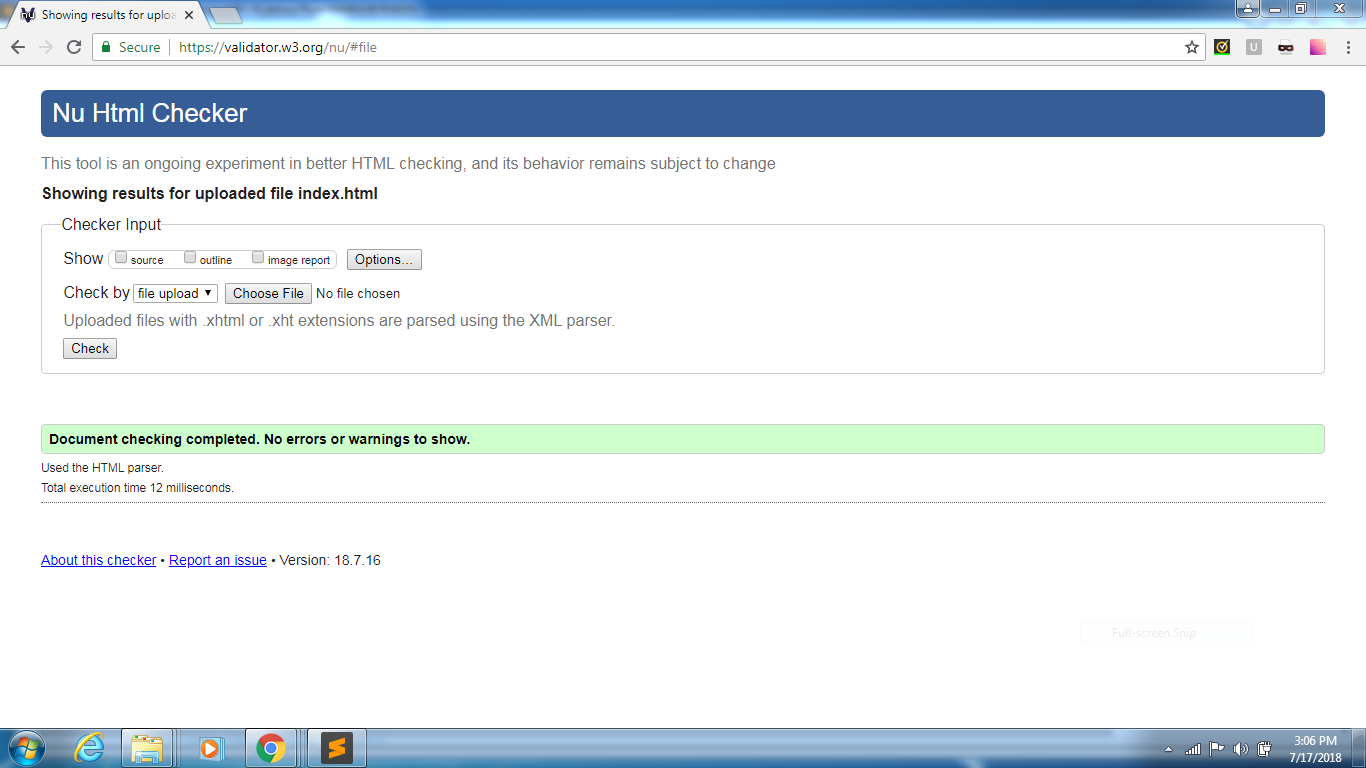 Showing results for uploa
Secure https://validator.w3.org/nu/#file
Nu Html Checker
This tool is an ongoing experiment in better HTML checking, and its behavior remains subject to change
Showing results for uploaded file index.html
Checker Input
Show source outline image report Options...
Check by file upload Choose File No file chosen
Uploaded files with .xhtml or .xht extensions are parsed using the XML parser.
Check
Document checking completed. No errors or warnings to show.
Used the HTML parser.
Total execution time 12 milliseconds.
About this checker • Report an issue • Version: 18.7.16
Full-screen Snip
3:06 PM
7/17/2018